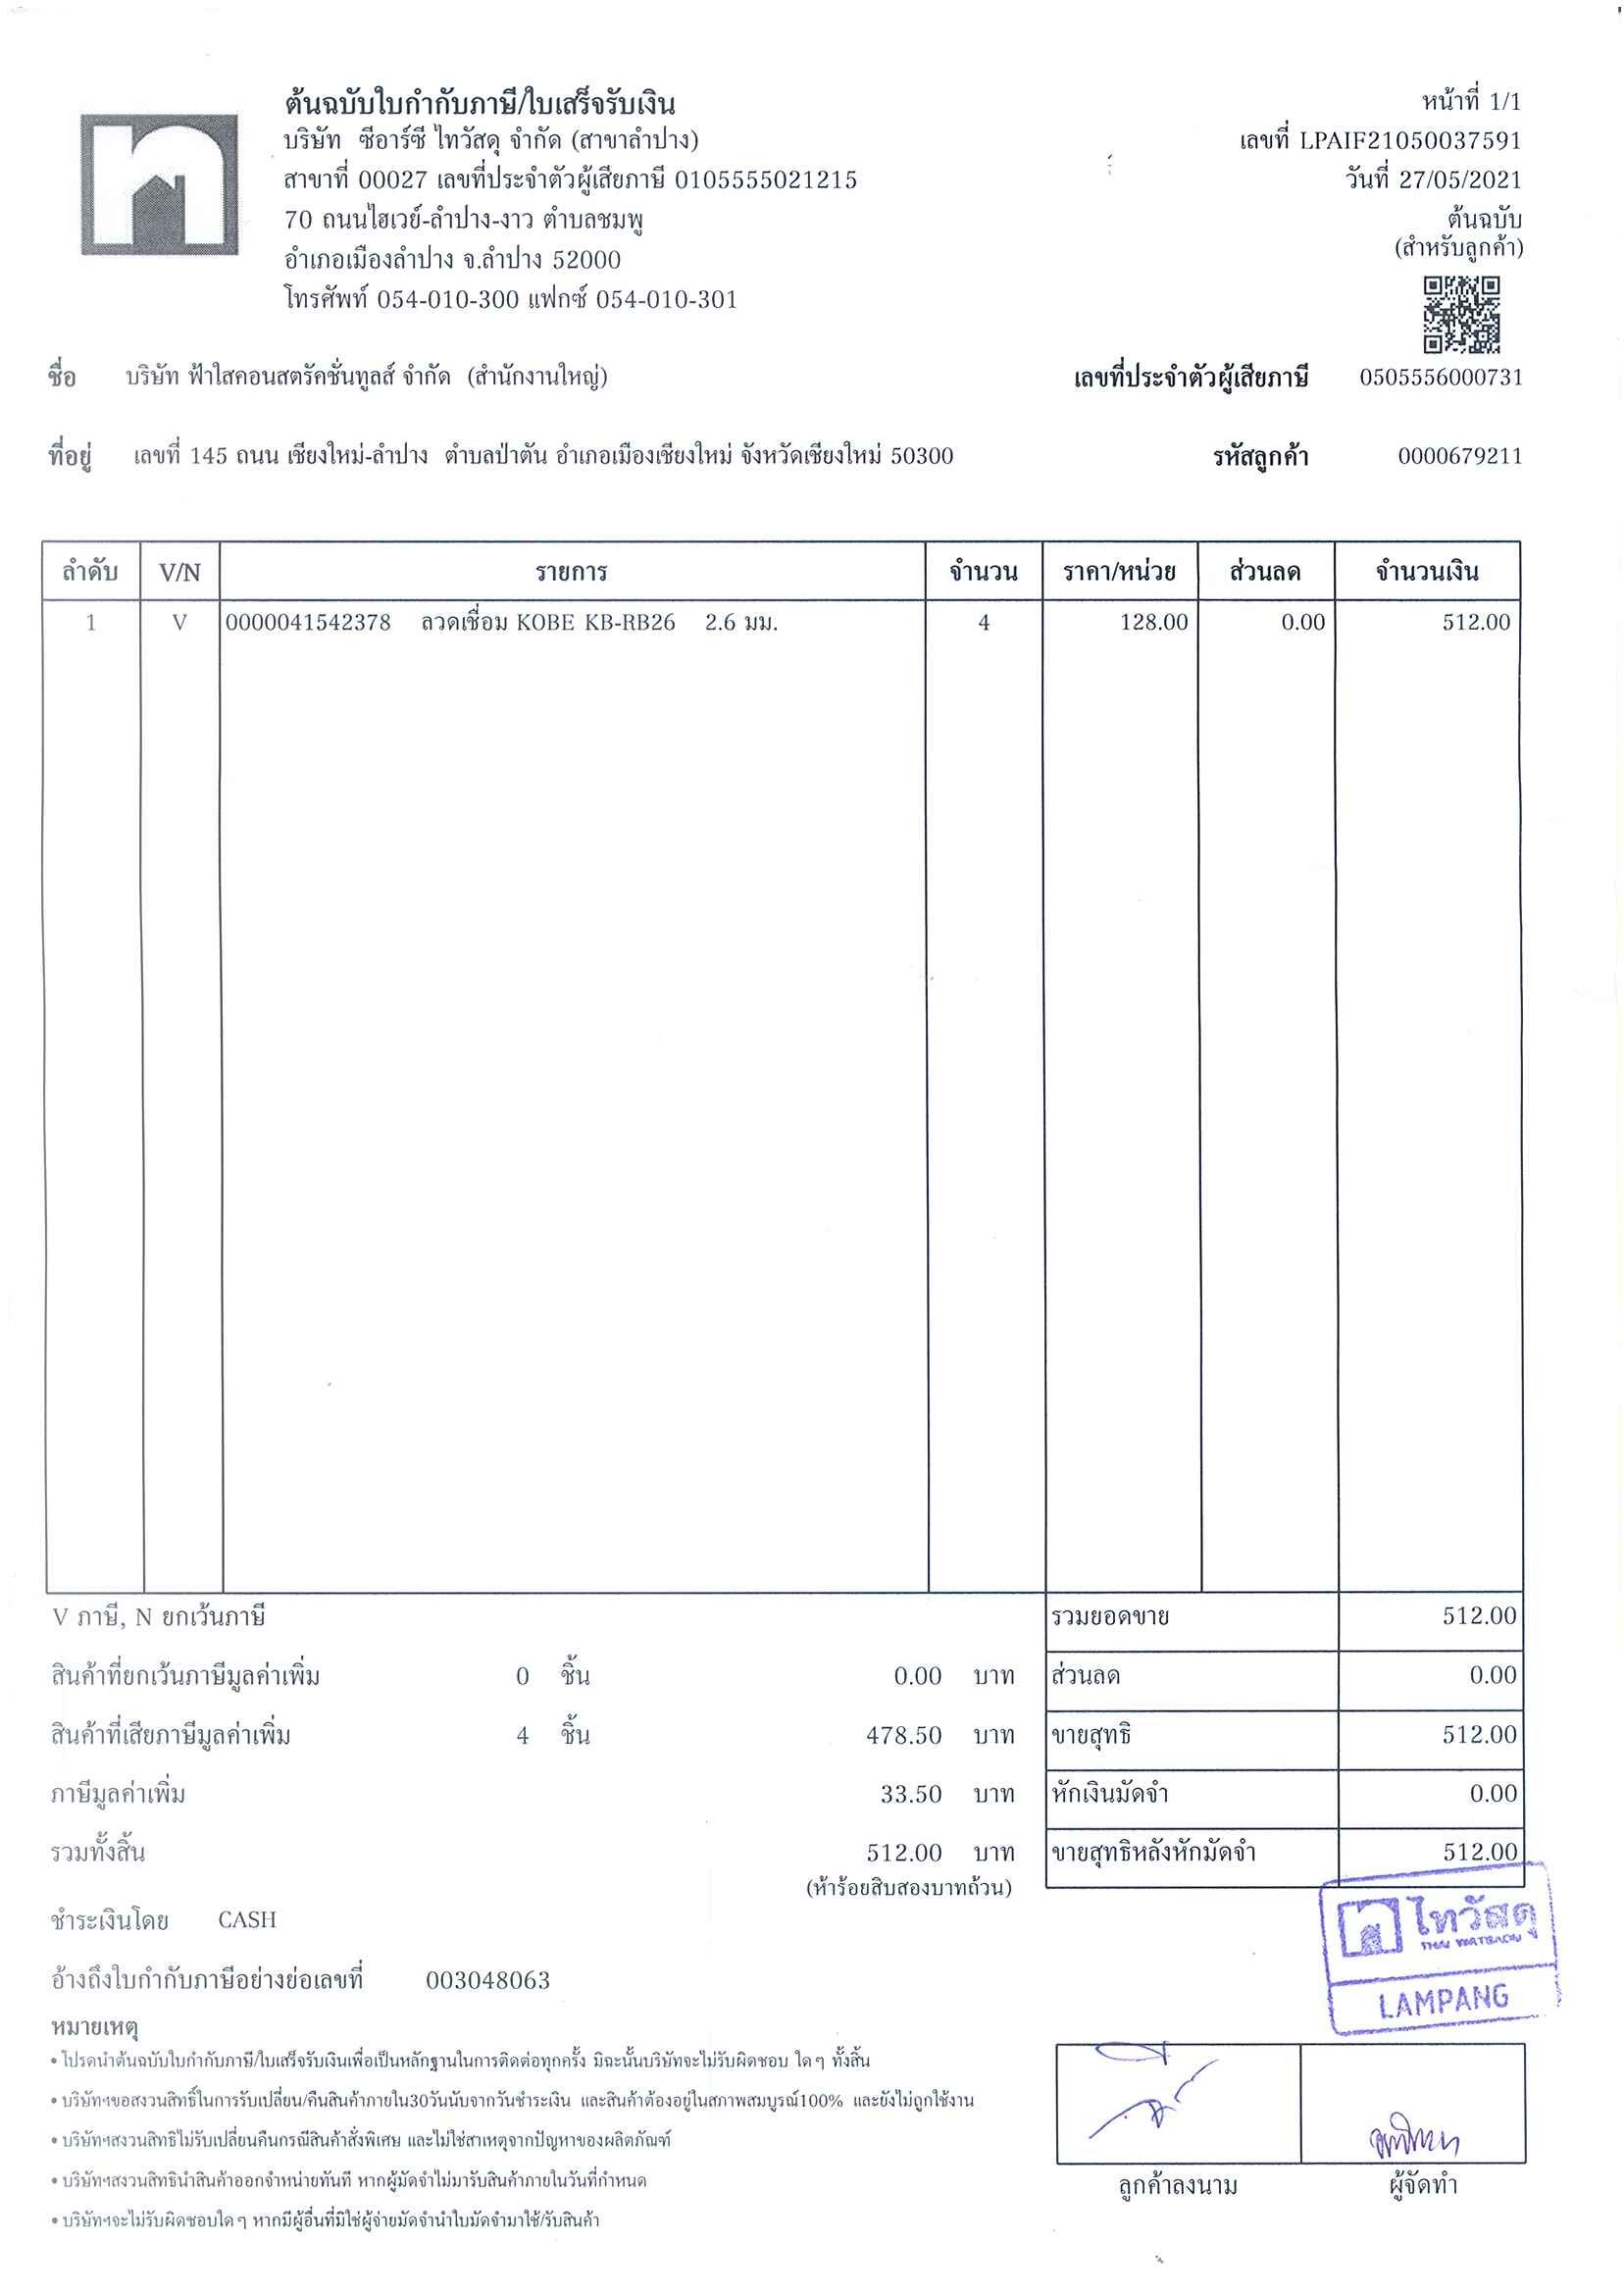 ต้นฉบับใบกำกับภาษี/ใบเสร็จรับเงิน
บริษัท ซีอาร์ซี ไทวัสดุ จำกัด (สาขาลำปาง)
สาขาที่ 00027 เลขที่ประจำตัวผู้เสียภาษี 0105555021215
70 ถนนไฮเวย์-ลำปาง-งาว ตำบลชมพู
อำเภอเมืองลำปาง จ.ลำปาง 52000
โทรศัพท์ 054-010-300 แฟกซ์ 054-010-301
หน้าที่ 1/1
เลขที่ LPAIF21050037591
วันที่ 27/05/2021
ต้นฉบับ
(สำหรับลูกค้า)
ชื่อ บริษัท ฟ้าใสคอนสตรัคชั่นทูลส์ จำกัด (สำนักงานใหญ่) เลขที่ประจำตัวผู้เสียภาษี 0505556000731
ที่อยู่ เลขที่ 145 ถนน เชียงใหม่-ลำปาง ตำบลป่าตัน อำเภอเมืองเชียงใหม่ จังหวัดเชียงใหม่ 50300 รหัสลูกค้า 0000679211
ลำดับ V/N รายการ จำนวน ราคา/หน่วย ส่วนลด จำนวนเงิน
1 V 0000041542378 ลวดเชื่อม KOBE KB-RB26 2.6 มม. 4 128.00 0.00 512.00
V ภาษี, N ยกเว้นภาษี รวมยอดขาย 512.00
สินค้าที่ยกเว้นภาษีมูลค่าเพิ่ม 0 ชิ้น 0.00 บาท ส่วนลด 0.00
สินค้าที่เสียภาษีมูลค่าเพิ่ม 4 ชิ้น 478.50 บาท ขายสุทธิ 512.00
ภาษีมูลค่าเพิ่ม 33.50 บาท หักเงินมัดจำ 0.00
รวมทั้งสิ้น 512.00 บาท ขายสุทธิหลังหักมัดจำ 512.00
(ห้าร้อยสิบสองบาทถ้วน)
ชำระเงินโดย CASH
ไทวัสดุ
THAI WATSADU
LAMPANG
อ้างถึงใบกำกับภาษีอย่างย่อเลขที่ 003048063
หมายเหตุ
• โปรดนำต้นฉบับใบกำกับภาษี/ใบเสร็จรับเงินเพื่อเป็นหลักฐานในการติดต่อทุกครั้ง มิฉะนั้นบริษัทจะไม่รับผิดชอบ ใด ๆ ทั้งสิ้น
• บริษัทฯขอสงวนสิทธิ์ในการรับเปลี่ยน/คืนสินค้าภายใน30วันนับจากวันชำระเงิน และสินค้าต้องอยู่ในสภาพสมบูรณ์100% และยังไม่ถูกใช้งาน
• บริษัทฯสงวนสิทธิไม่รับเปลี่ยนคืนกรณีสินค้าสั่งพิเศษ และไม่ใช่สาเหตุจากปัญหาของผลิตภัณฑ์
• บริษัทฯสงวนสิทธินำสินค้าออกจำหน่ายทันที หากผู้มัดจำไม่มารับสินค้าภายในวันที่กำหนด
• บริษัทฯจะไม่รับผิดชอบใด ๆ หากมีผู้อื่นที่มิใช่ผู้จ่ายมัดจำนำใบมัดจำมาใช้/รับสินค้า
ลูกค้าลงนาม ผู้จัดทำ